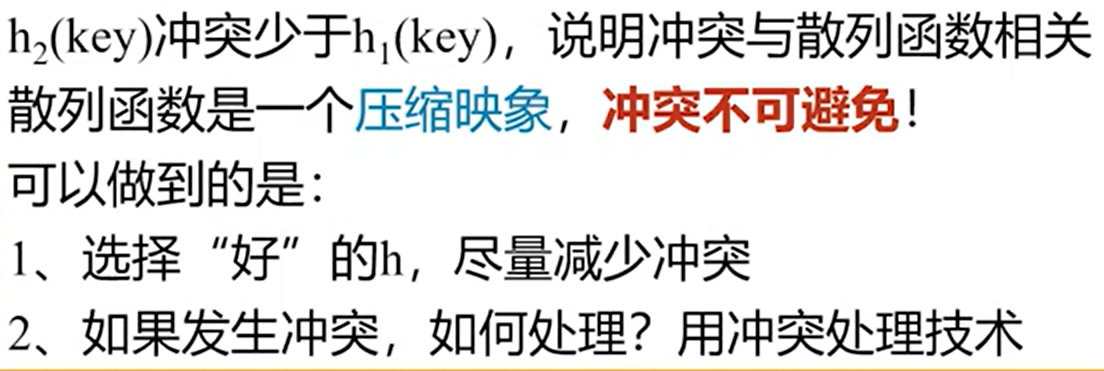 h₂(key)冲突少于h₁(key)，说明冲突与散列函数相关
散列函数是一个压缩映象，冲突不可避免！
可以做到的是：
1、选择“好”的h，尽量减少冲突
2、如果发生冲突，如何处理？用冲突处理技术